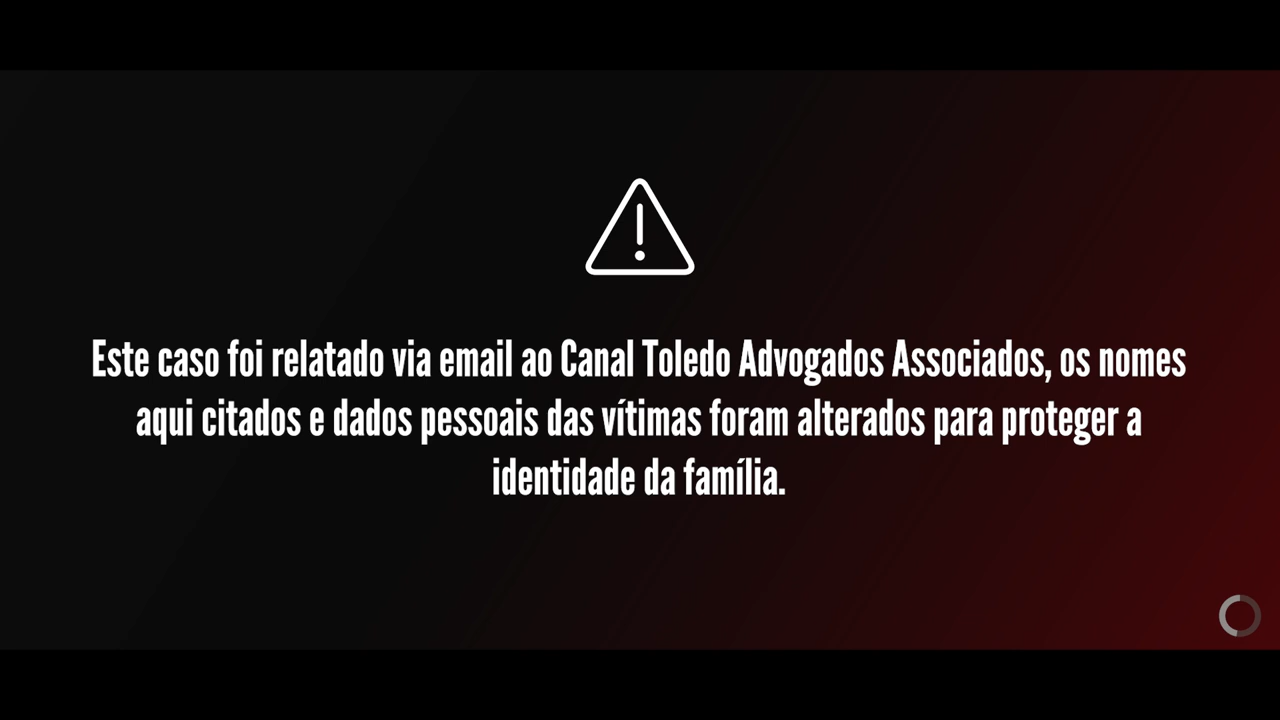 Este caso foi relatado via email ao Canal Toledo Advogados Associados, os nomes
aqui citados e dados pessoais das vítimas foram alterados para proteger a
identidade da família.